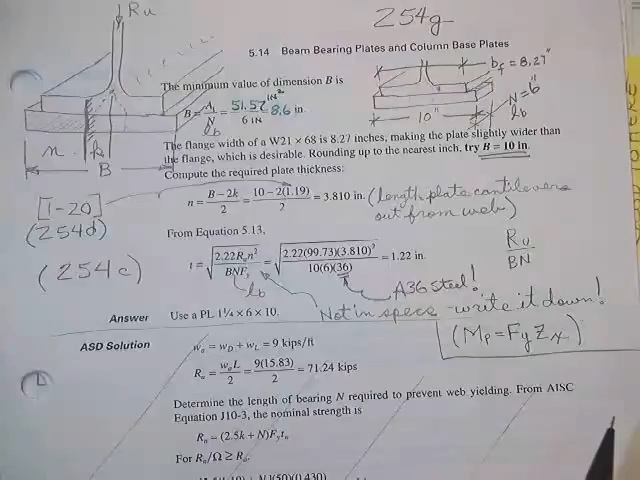 254g
Ru
5.14 Beam Bearing Plates and Column Base Plates
bf = 8.27"
N=6"
lb
10"
The minimum value of dimension B is
B = A1/N = 51.57 IN² / 6 IN = 8.6 in.
lb
n k
B
The flange width of a W21 × 68 is 8.27 inches, making the plate slightly wider than
the flange, which is desirable. Rounding up to the nearest inch, try B = 10 in.
Compute the required plate thickness:
n = B − 2k / 2 = 10 − 2(1.19) / 2 = 3.810 in. (length plate cantilevers
out from web)
[1-20]
(254d)
From Equation 5.13,
Ru
BN
t = √ 2.22Run² / BNFy = √ 2.22(99.73)(3.810)² / 10(6)(36) = 1.22 in.
(254c)
lb
A36 Steel!
Not in specs - write it down!
Answer Use a PL 1¼ × 6 × 10.
(Mp = FyZx)
ASD Solution wa = wD + wL = 9 kips/ft
Ra = waL / 2 = 9(15.83) / 2 = 71.24 kips
Determine the length of bearing N required to prevent web yielding. From AISC
Equation J10-3, the nominal strength is
Rn = (2.5k + N)Fytw
For Rn/Ω ≥ Ra,